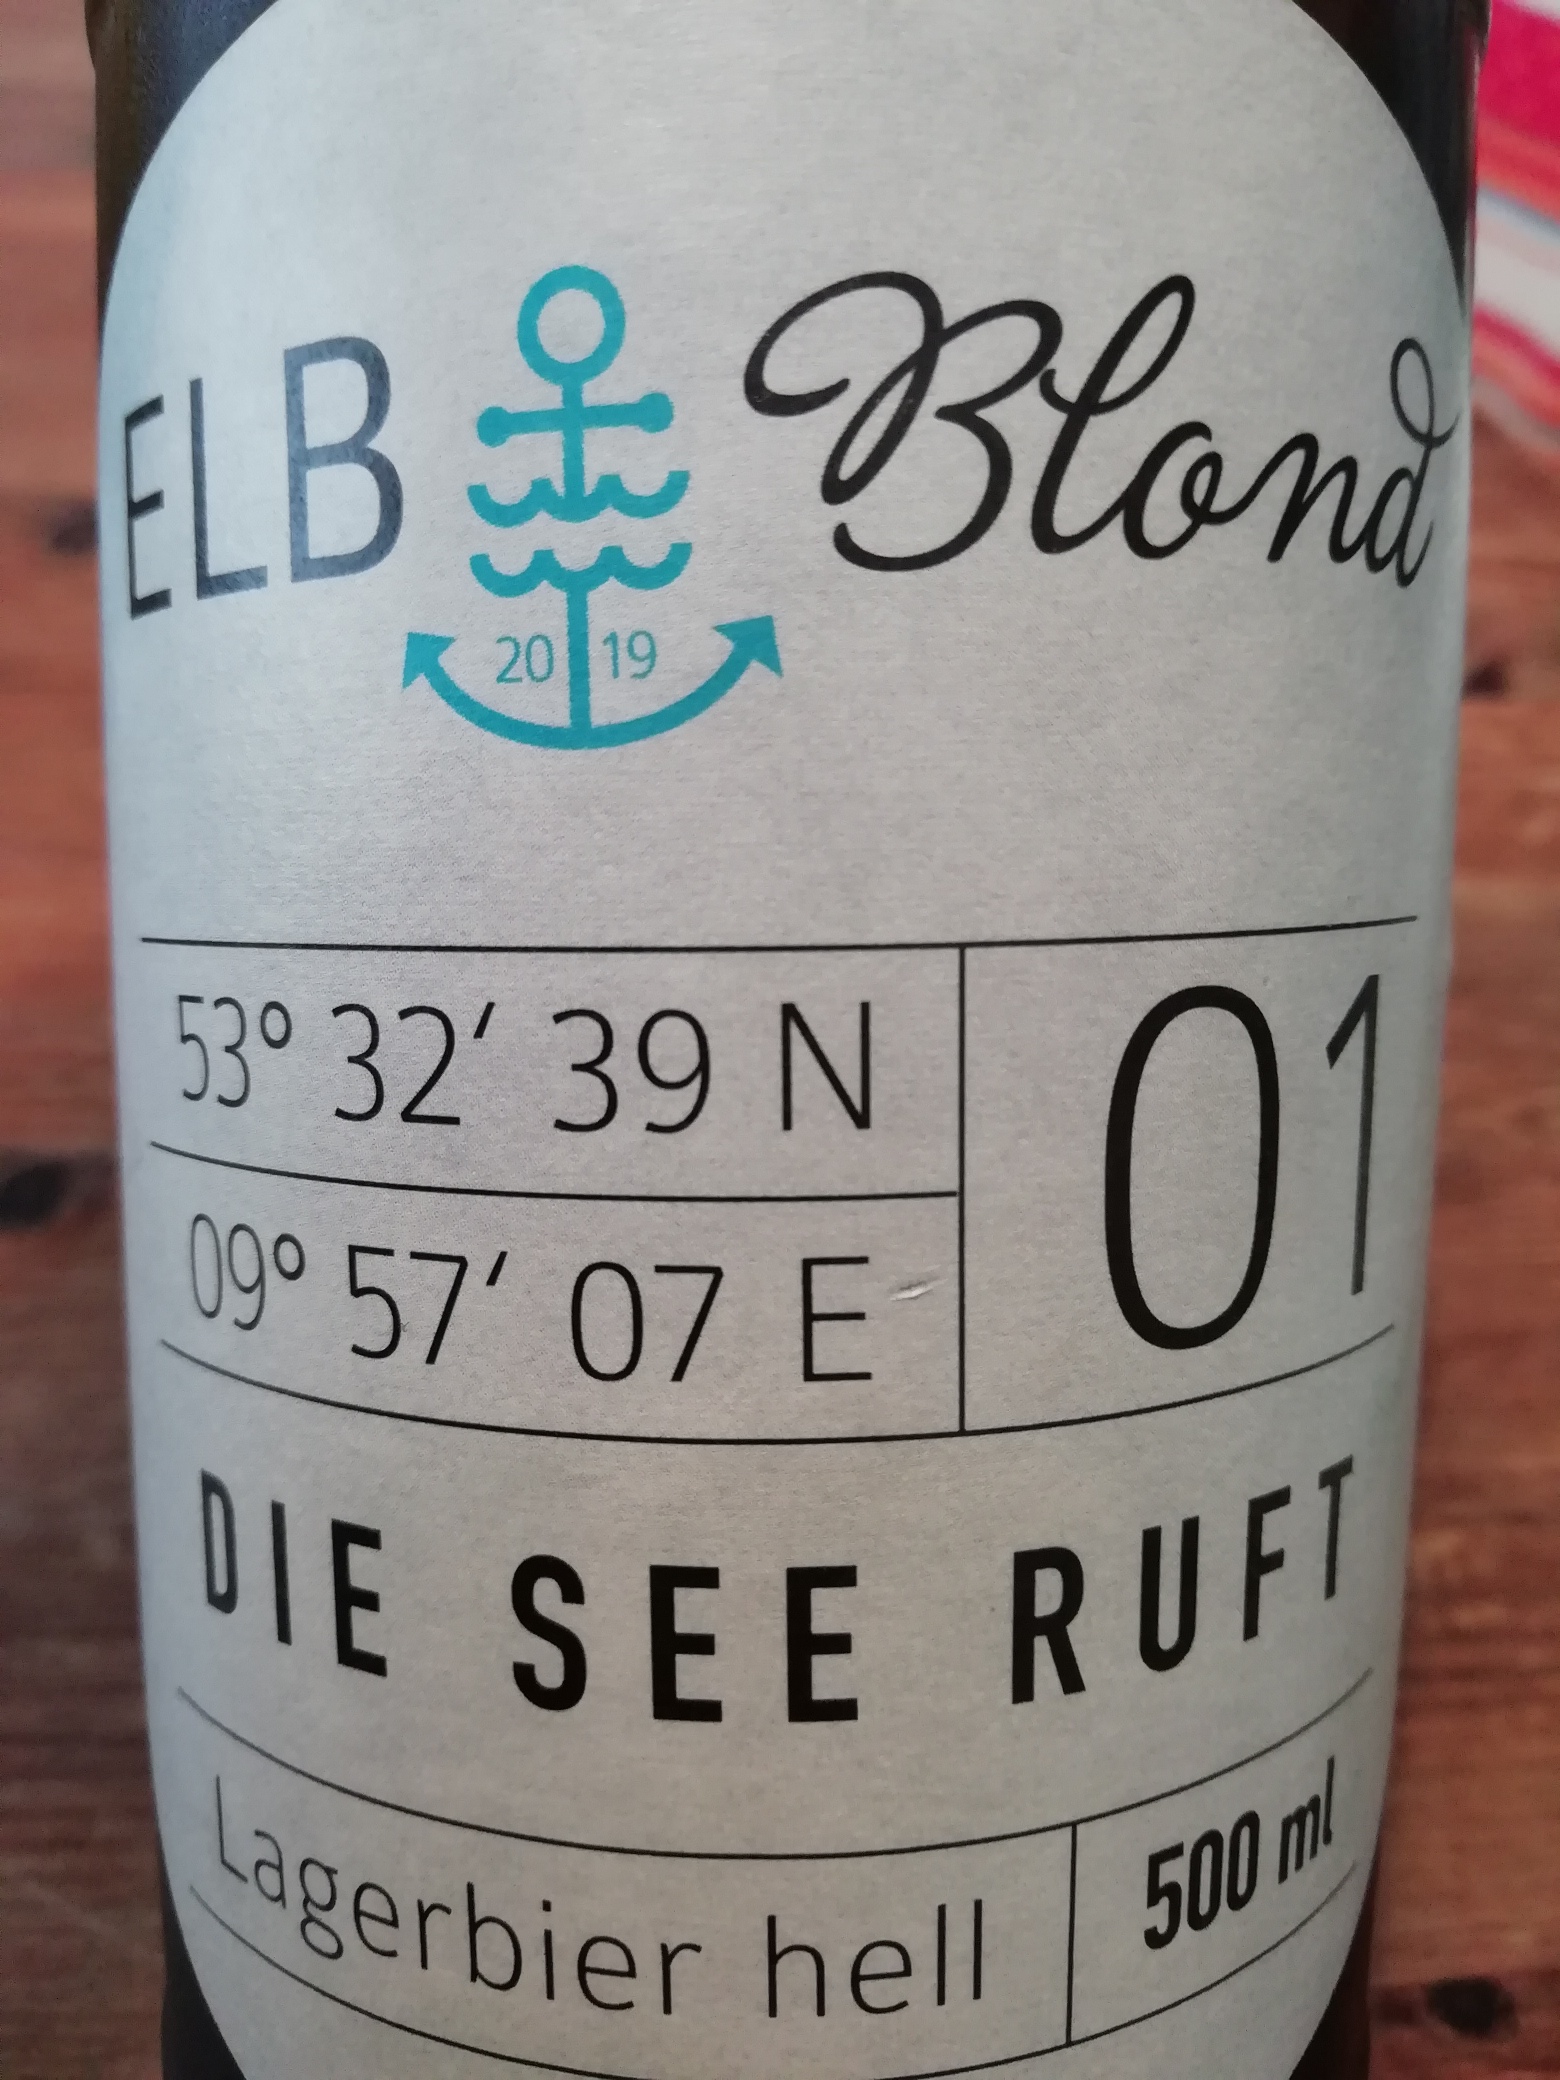 ELB Blond
20 19
53° 32′ 39 N
09° 57′ 07 E
01
DIE SEE RUFT
Lagerbier hell
500 ml